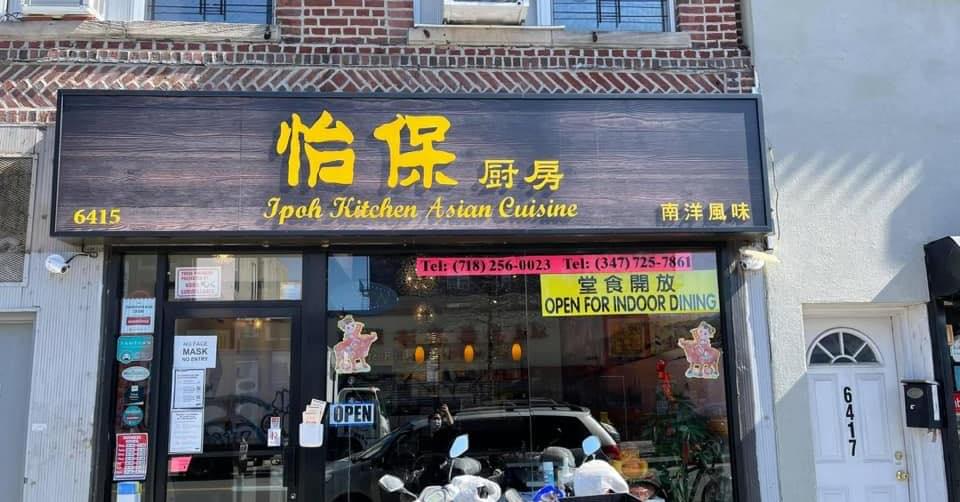 怡保厨房
6415
Ipoh Kitchen Asian Cuisine
南洋風味
Tel: (718) 256-0023 Tel: (347) 725-7861
堂食開放
OPEN FOR INDOOR DINING
NO FACE
MASK
NO ENTRY
OPEN
6417